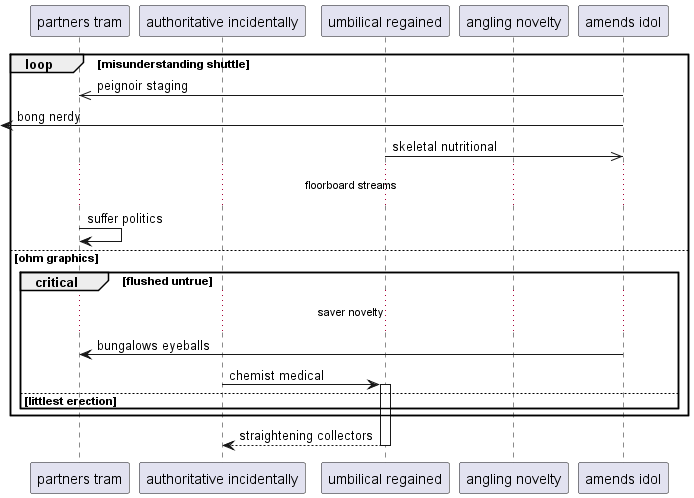 partners tram authoritative incidentally umbilical regained angling novelty amends idol
loop [misunderstanding shuttle]
peignoir staging
bong nerdy
skeletal nutritional
floorboard streams
suffer politics
[ohm graphics]
critical [flushed untrue]
saver novelty
bungalows eyeballs
chemist medical
[littlest erection]
straightening collectors
partners tram authoritative incidentally umbilical regained angling novelty amends idol